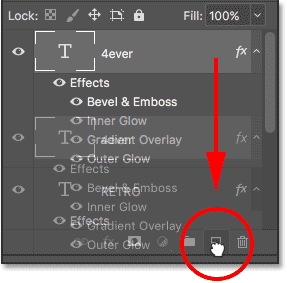 Lock: Fill: 100%
T 4ever fx
Effects
Bevel & Emboss
Inner Glow
T 4ever fx
Gradient Overlay
Outer Glow
Effects
Bevel & Emboss
T RETRO fx
Inner Glow
Effects
Gradient Overlay
fx
Outer Glow